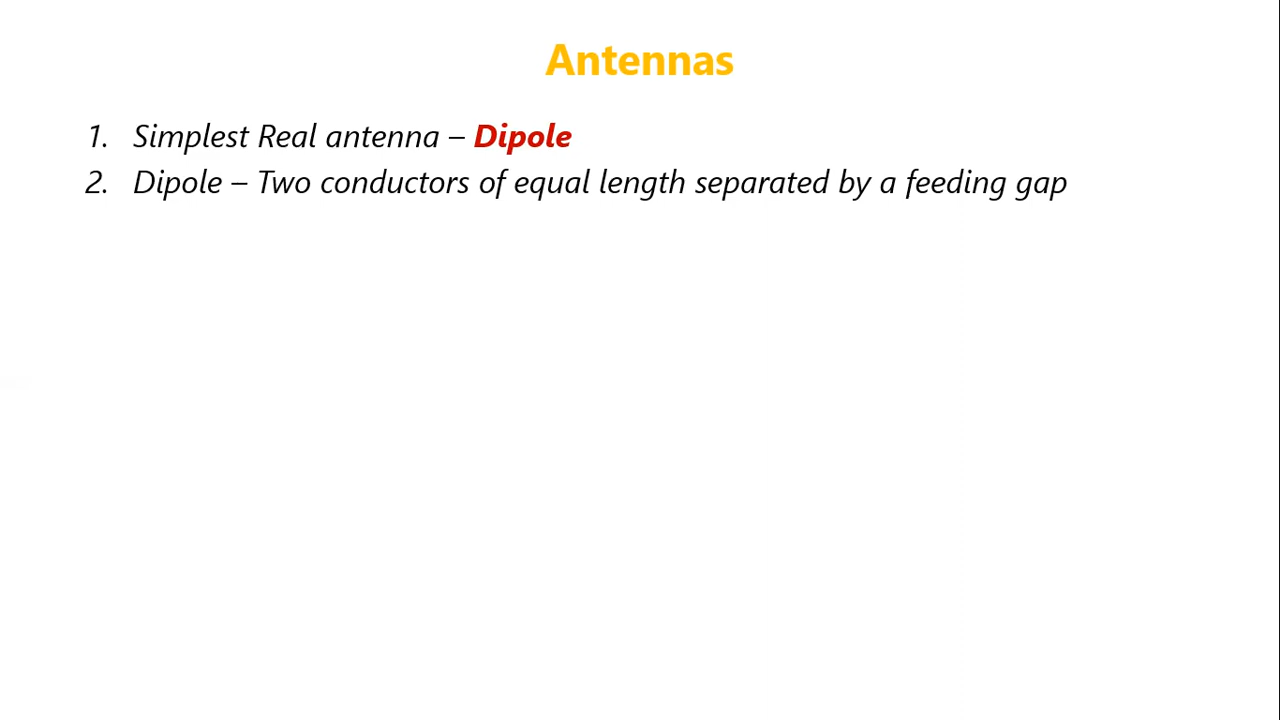 Antennas
1. Simplest Real antenna – Dipole
2. Dipole – Two conductors of equal length separated by a feeding gap